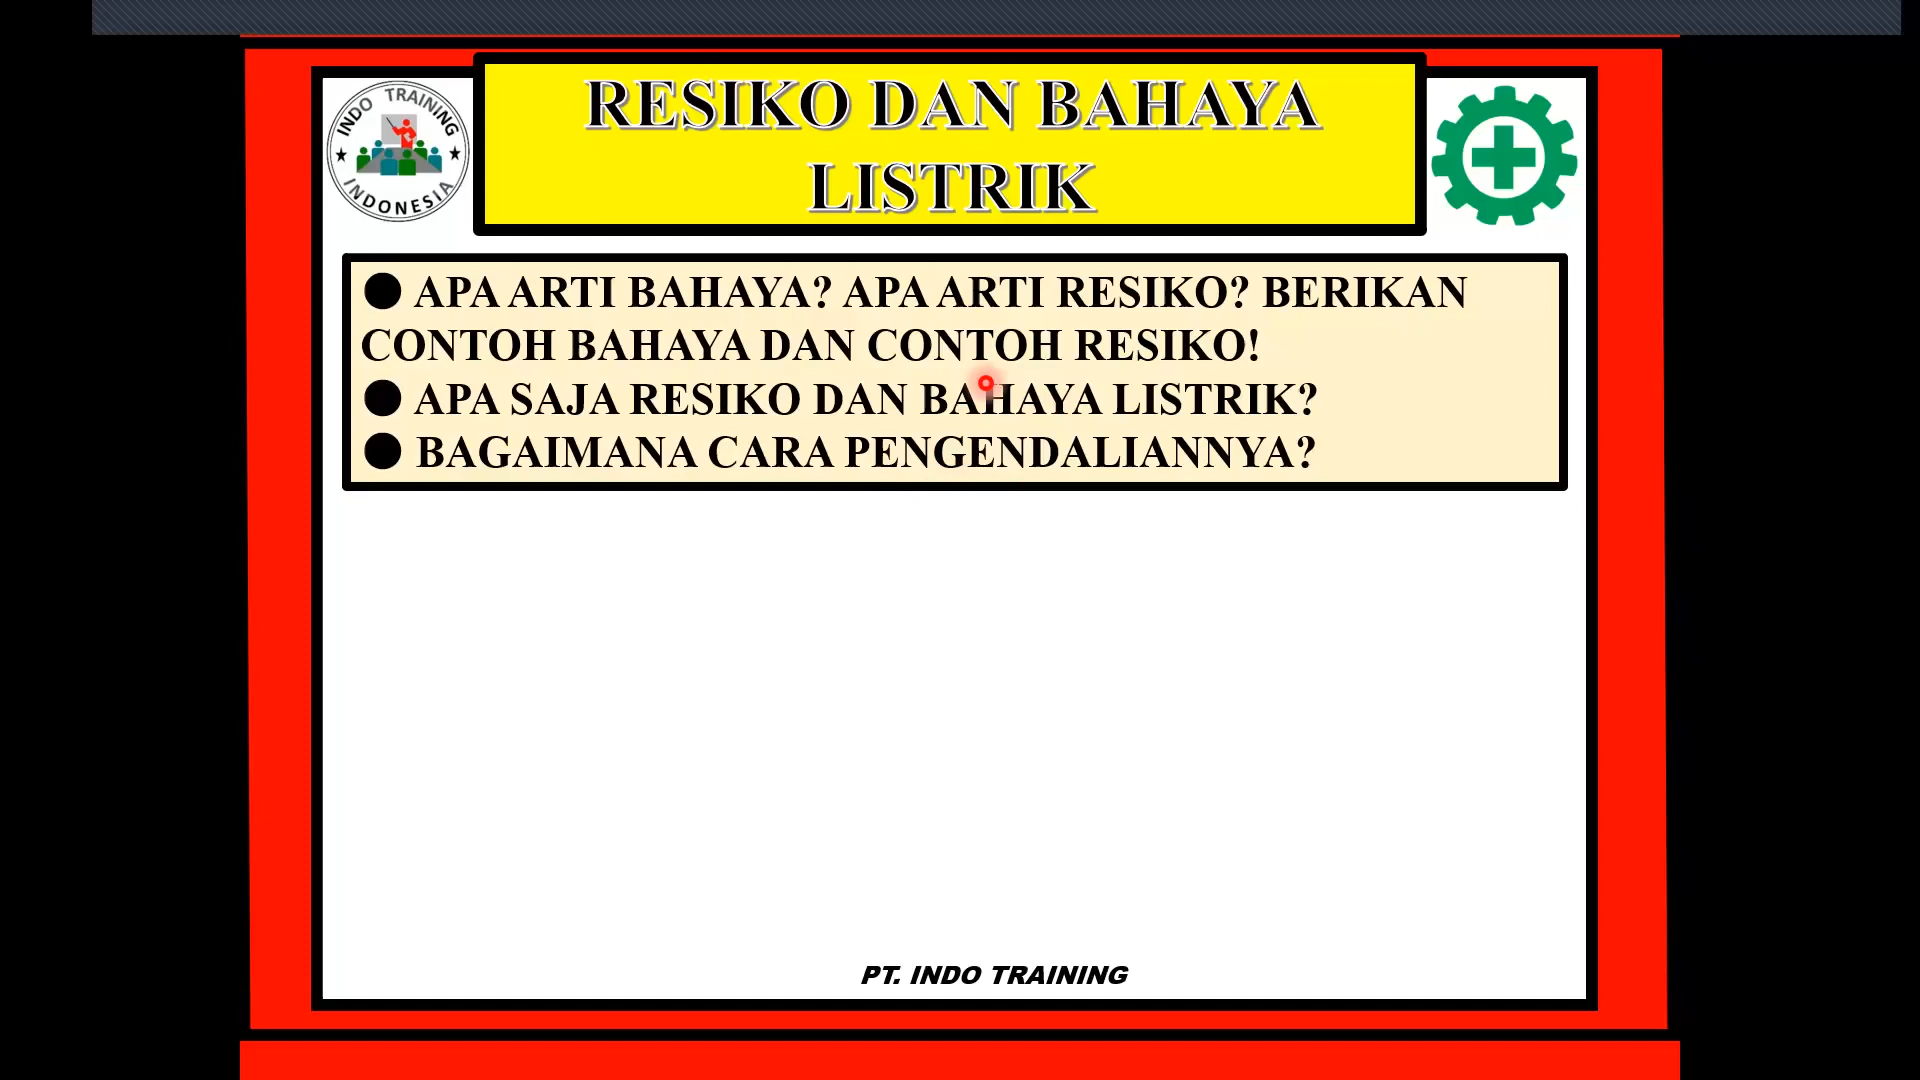 INDO TRAINING
INDONESIA
RESIKO DAN BAHAYA
LISTRIK
● APA ARTI BAHAYA? APA ARTI RESIKO? BERIKAN
CONTOH BAHAYA DAN CONTOH RESIKO!
● APA SAJA RESIKO DAN BAHAYA LISTRIK?
● BAGAIMANA CARA PENGENDALIANNYA?
PT. INDO TRAINING